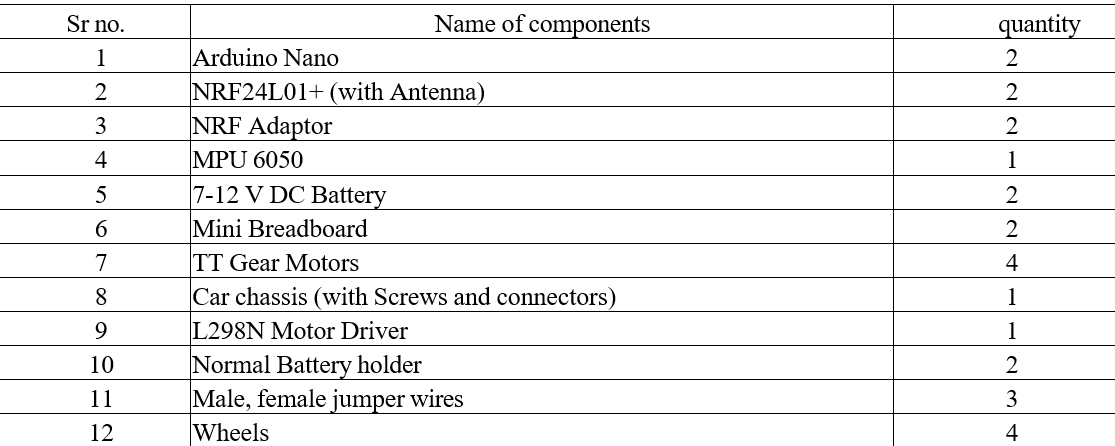 Sr no. Name of components quantity
1 Arduino Nano 2
2 NRF24L01+ (with Antenna) 2
3 NRF Adaptor 2
4 MPU 6050 1
5 7-12 V DC Battery 2
6 Mini Breadboard 2
7 TT Gear Motors 4
8 Car chassis (with Screws and connectors) 1
9 L298N Motor Driver 1
10 Normal Battery holder 2
11 Male, female jumper wires 3
12 Wheels 4